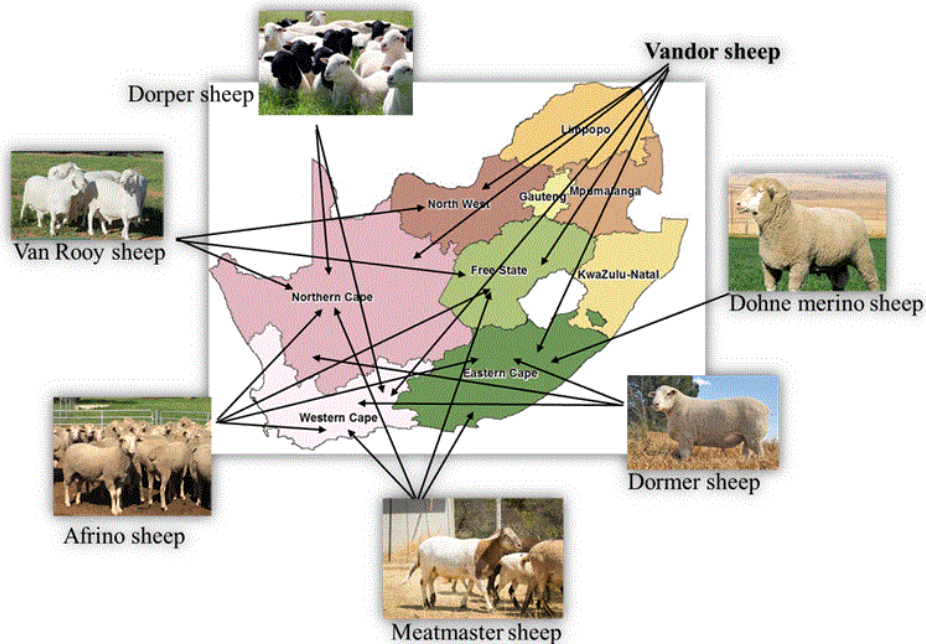 Vandor sheep
Dorper sheep
Limpopo
Mpumalanga
Gauteng
North West
Van Rooy sheep
Free State
KwaZulu-Natal
Northern Cape
Dohne merino sheep
Eastern Cape
Western Cape
Dormer sheep
Afrino sheep
Meatmaster sheep